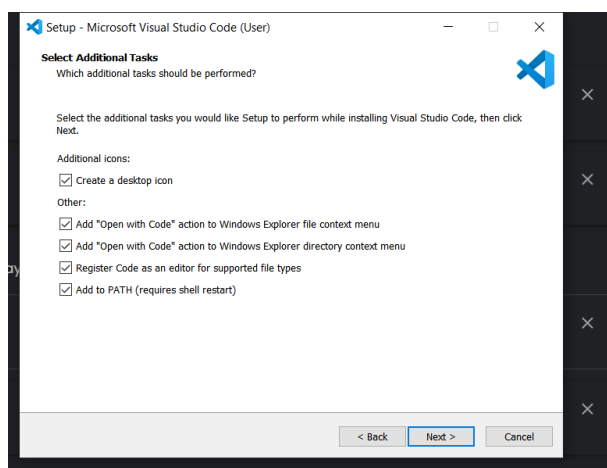 Setup - Microsoft Visual Studio Code (User)
Select Additional Tasks
Which additional tasks should be performed?
Select the additional tasks you would like Setup to perform while installing Visual Studio Code, then click
Next.
Additional icons:
Create a desktop icon
Other:
Add "Open with Code" action to Windows Explorer file context menu
Add "Open with Code" action to Windows Explorer directory context menu
Register Code as an editor for supported file types
ay
Add to PATH (requires shell restart)
< Back Next > Cancel